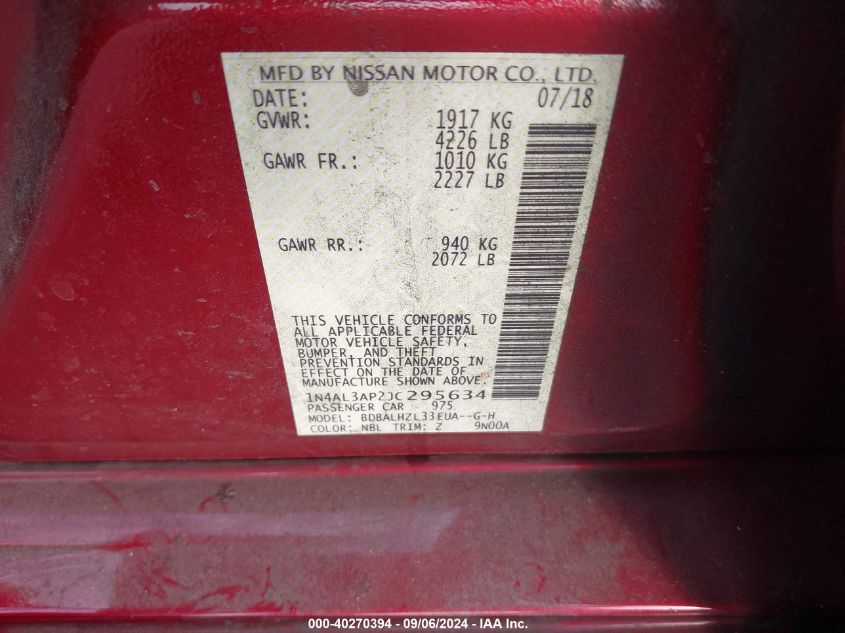 MFD BY NISSAN MOTOR CO., LTD.
DATE: 07/18
GVWR: 1917 KG
4226 LB
GAWR FR.: 1010 KG
2227 LB
GAWR RR.: 940 KG
2072 LB
THIS VEHICLE CONFORMS TO
ALL APPLICABLE FEDERAL
MOTOR VEHICLE SAFETY,
BUMPER, AND THEFT
PREVENTION STANDARDS IN
EFFECT ON THE DATE OF
MANUFACTURE SHOWN ABOVE.
1N4AL3AP2JC295634
PASSENGER CAR 975
MODEL: BDBALHZL33EUA--G-H
COLOR: NBL TRIM: Z 9N00A
000-40270394 - 09/06/2024 - IAA Inc.